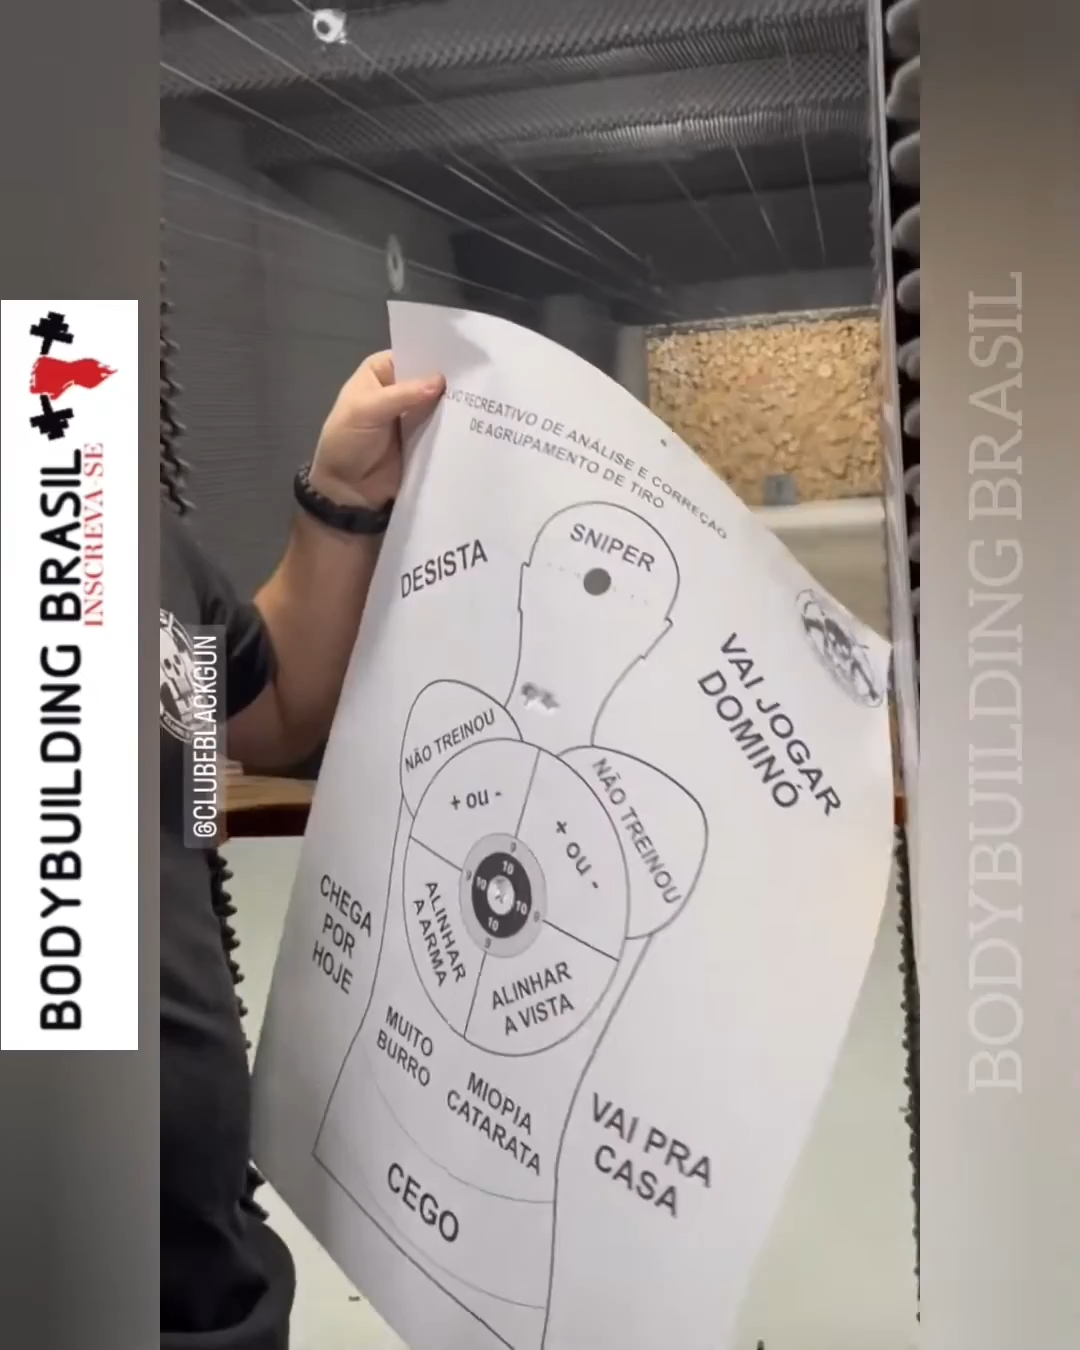 BODYBUILDING BRASIL
INSCREVA-SE
@CLUBEBLACKGUN
ALVO RECREATIVO DE ANÁLISE E CORREÇÃO
DE AGRUPAMENTO DE TIRO
SNIPER
DESISTA
VAI JOGAR
DOMINÓ
NÃO TREINOU
NÃO TREINOU
+ ou -
+ ou -
9
10
9
10
10
9
10
9
ALINHAR
A ARMA
ALINHAR
A VISTA
CHEGA
POR
HOJE
MUITO
BURRO
MIOPIA
CATARATA
VAI PRA
CASA
CEGO
BODYBUILDING BRASIL